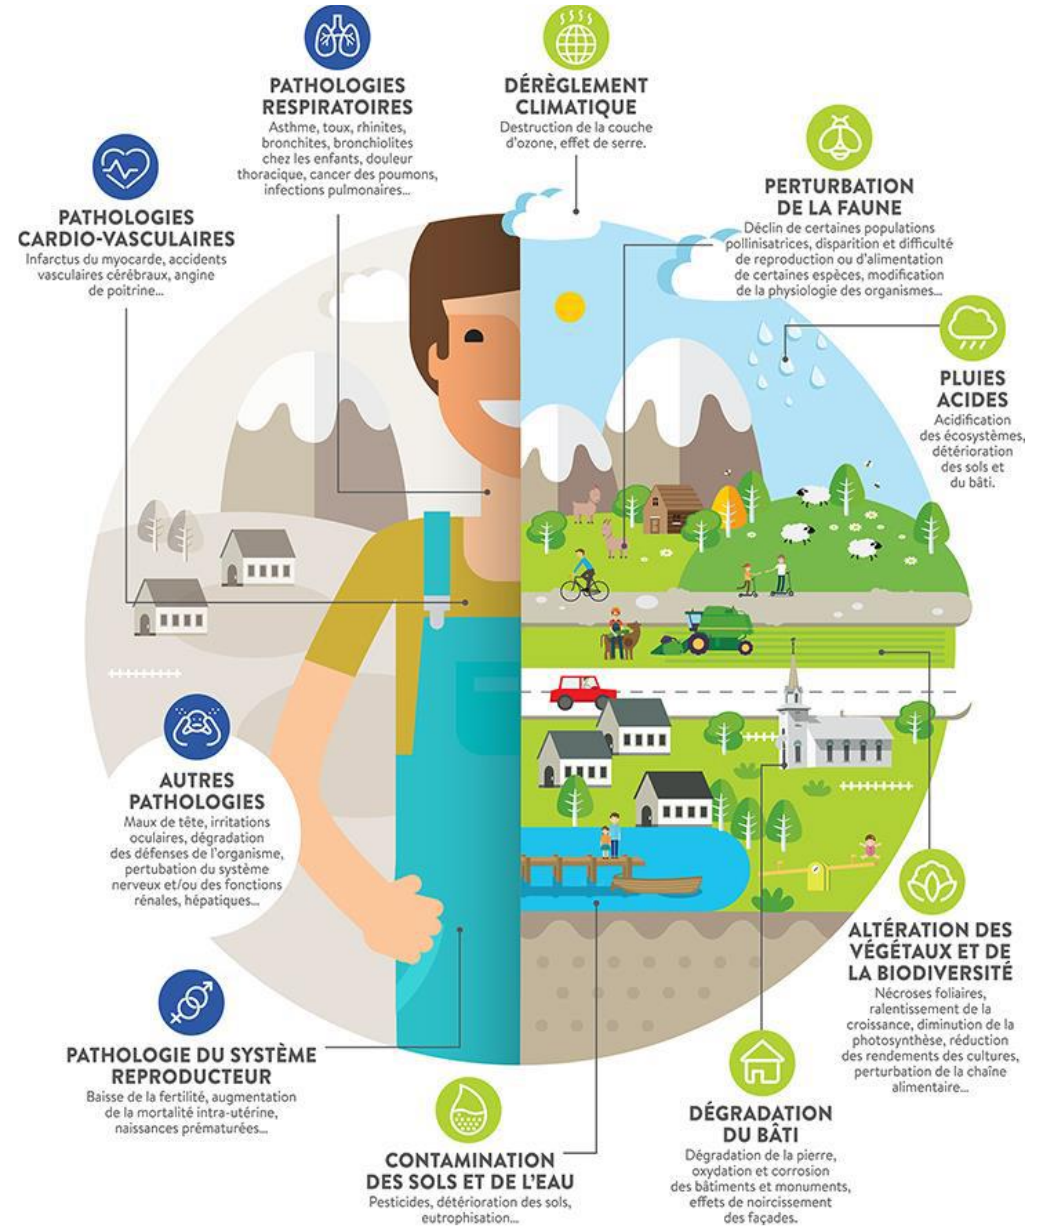 PATHOLOGIES
RESPIRATOIRES
Asthme, toux, rhinites,
bronchites, bronchiolites
chez les enfants, douleur
thoracique, cancer des poumons,
infections pulmonaires...
DÉRÈGLEMENT
CLIMATIQUE
Destruction de la couche
d'ozone, effet de serre.
PERTURBATION
DE LA FAUNE
Déclin de certaines populations
pollinisatrices, disparition et difficulté
de reproduction ou d'alimentation
de certaines espèces, modification
de la physiologie des organismes...
PATHOLOGIES
CARDIO-VASCULAIRES
Infarctus du myocarde, accidents
vasculaires cérébraux, angine
de poitrine...
PLUIES
ACIDES
Acidification
des écosystèmes,
détérioration
des sols et
du bâti.
AUTRES
PATHOLOGIES
Maux de tête, irritations
oculaires, dégradation
des défenses de l'organisme,
pertubation du système
nerveux et/ou des fonctions
rénales, hépatiques...
ALTÉRATION DES
VÉGÉTAUX ET DE
LA BIODIVERSITÉ
Nécroses foliaires,
ralentissement de la
croissance, diminution de la
photosynthèse, réduction
des rendements des cultures,
perturbation de la chaîne
alimentaire...
PATHOLOGIE DU SYSTÈME
REPRODUCTEUR
Baisse de la fertilité, augmentation
de la mortalité intra-utérine,
naissances prématurées...
DÉGRADATION
DU BÂTI
Dégradation de la pierre,
oxydation et corrosion
des bâtiments et monuments,
effets de noircissement
des façades.
CONTAMINATION
DES SOLS ET DE L'EAU
Pesticides, détérioration des sols,
eutrophisation...